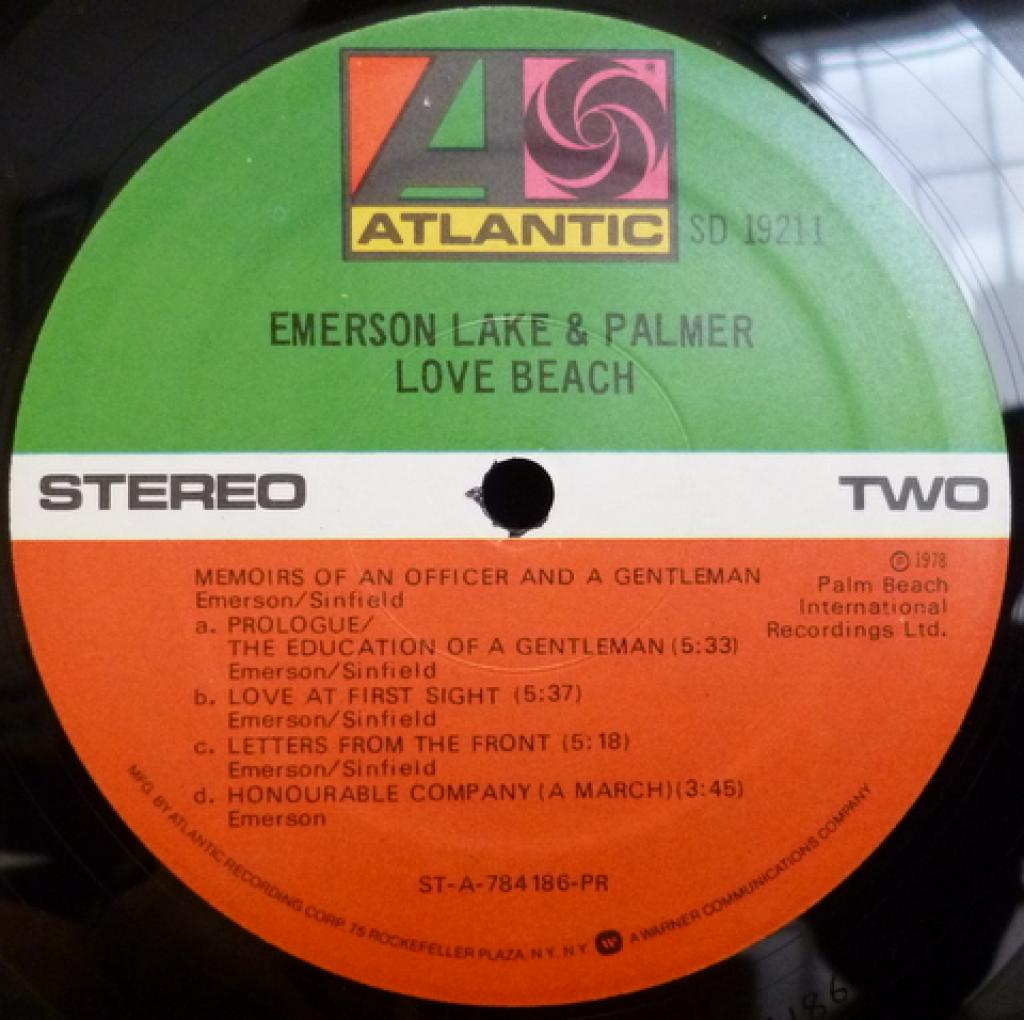 ATLANTIC
SD 19211
EMERSON LAKE & PALMER
LOVE BEACH
STEREO
TWO
℗ 1978
Palm Beach
International
Recordings Ltd.
MEMOIRS OF AN OFFICER AND A GENTLEMAN
Emerson/Sinfield
a. PROLOGUE/
THE EDUCATION OF A GENTLEMAN (5:33)
Emerson/Sinfield
b. LOVE AT FIRST SIGHT (5:37)
Emerson/Sinfield
c. LETTERS FROM THE FRONT (5:18)
Emerson/Sinfield
d. HONOURABLE COMPANY (A MARCH) (3:45)
Emerson
ST-A-784186-PR
MFG. BY ATLANTIC RECORDING CORP. 75 ROCKEFELLER PLAZA, N.Y. N.Y. A WARNER COMMUNICATIONS COMPANY